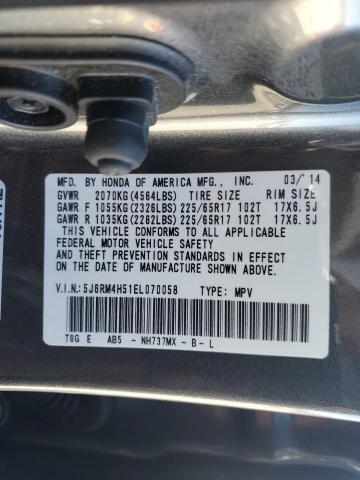 MFD. BY HONDA OF AMERICA MFG., INC. 03/'14
GVWR 2070KG(4564LBS) TIRE SIZE RIM SIZE
GAWR F 1055KG(2326LBS) 225/65R17 102T 17X6.5J
GAWR R 1035KG(2282LBS) 225/65R17 102T 17X6.5J
THIS VEHICLE CONFORMS TO ALL APPLICABLE
FEDERAL MOTOR VEHICLE SAFETY
AND THEFT PREVENTION STANDARDS IN EFFECT ON
THE DATE OF MANUFACTURE SHOWN ABOVE.
V.I.N: 5J6RM4H51EL070058 TYPE: MPV
T0G E AB5 - NH737MX - B - L